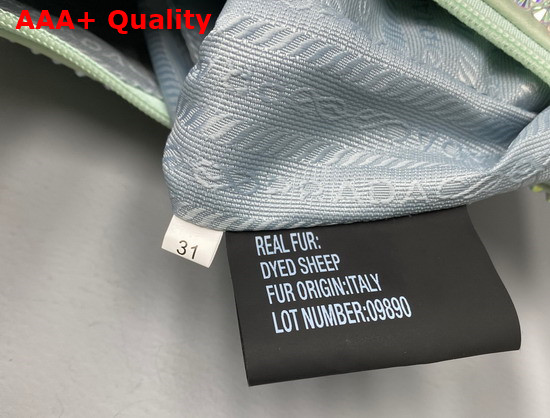 AAA+ Quality
31
REAL FUR:
DYED SHEEP
FUR ORIGIN:ITALY
LOT NUMBER:09890